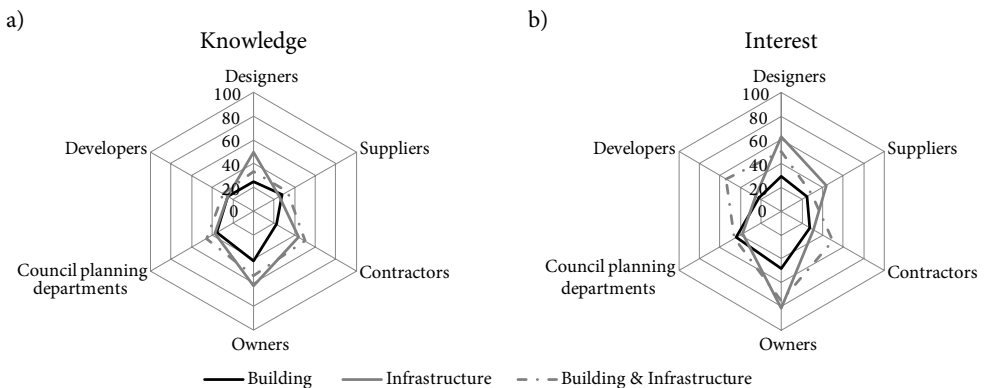 a)
Knowledge
Designers
100
80
60
40
20
0
Developers
Suppliers
Council planning
departments
Contractors
Owners
b)
Interest
Designers
100
80
60
40
20
0
Developers
Suppliers
Council planning
departments
Contractors
Owners
Building
Infrastructure
Building & Infrastructure